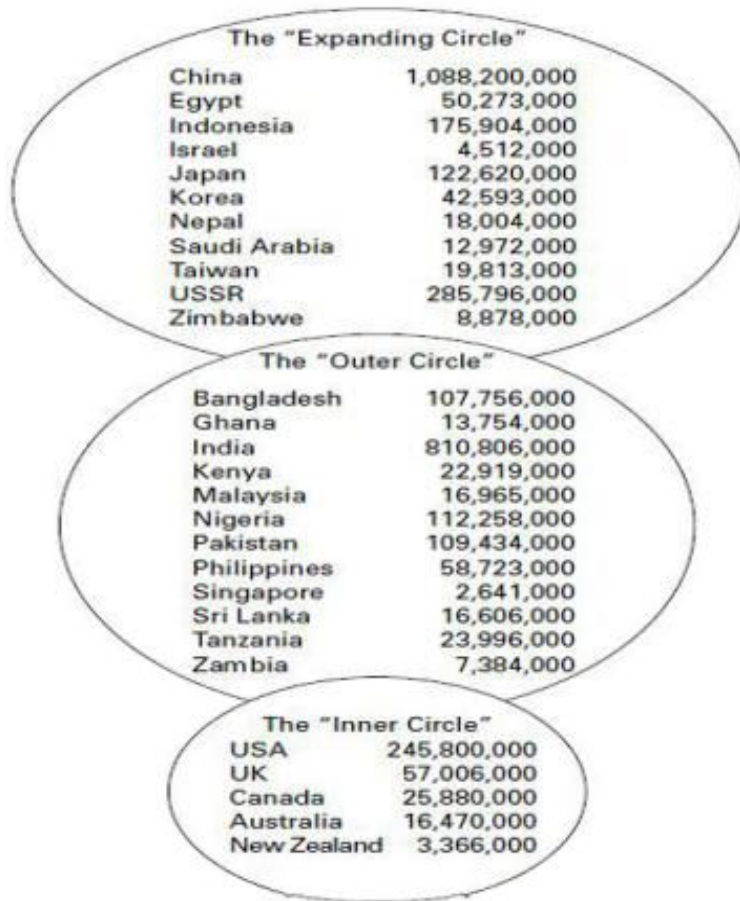 The "Expanding Circle"
China 1,088,200,000
Egypt 50,273,000
Indonesia 175,904,000
Israel 4,512,000
Japan 122,620,000
Korea 42,593,000
Nepal 18,004,000
Saudi Arabia 12,972,000
Taiwan 19,813,000
USSR 285,796,000
Zimbabwe 8,878,000
The "Outer Circle"
Bangladesh 107,756,000
Ghana 13,754,000
India 810,806,000
Kenya 22,919,000
Malaysia 16,965,000
Nigeria 112,258,000
Pakistan 109,434,000
Philippines 58,723,000
Singapore 2,641,000
Sri Lanka 16,606,000
Tanzania 23,996,000
Zambia 7,384,000
The "Inner Circle"
USA 245,800,000
UK 57,006,000
Canada 25,880,000
Australia 16,470,000
New Zealand 3,366,000